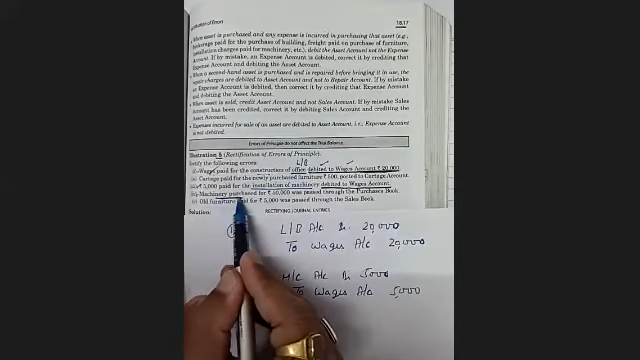 Rectification of Errors
18.17
When asset is purchased and any expense is incurred in purchasing that asset (e.g.,
brokerage paid for the purchase of building, freight paid on purchase of furniture,
installation charges paid for machinery, etc.), debit the Asset Account not the Expense
Account. If by mistake, an Expense Account is debited, correct it by crediting that
Expense Account and debiting the Asset Account.
When a second-hand asset is purchased and is repaired before bringing it in use, the
repair charges are debited to Asset Account and not to Repair Account. If by mistake
an Expense Account is debited, then correct it by crediting that Expense Account
and debiting the Asset Account.
When asset is sold, credit Asset Account and not Sales Account. If by mistake Sales
Account has been credited, correct it by debiting Sales Account and crediting the
Asset Account.
Expenses incurred for sale of an asset are debited to Asset Account, i.e., Expense Account
is not debited.
Errors of Principle do not affect the Trial Balance.
Illustration 5 (Rectification of Errors of Principle).
L/B
Rectify the following errors:
(i) Wages paid for the construction of office debited to Wages Account ₹ 20,000.
Cartage paid for the newly purchased furniture ₹ 500, posted to Cartage Account.
₹ 5,000 paid for the installation of machinery debited to Wages Account.
Machinery purchased for ₹ 50,000 was passed through the Purchases Book.
(v) Old furniture sold for ₹ 5,000 was passed through the Sales Book.
Solution:
RECTIFYING JOURNAL ENTRIES
L/B A/c Dr. 20,000
To Wages A/c 20,000
M/c A/c Dr 5000
To Wages A/c 5,000